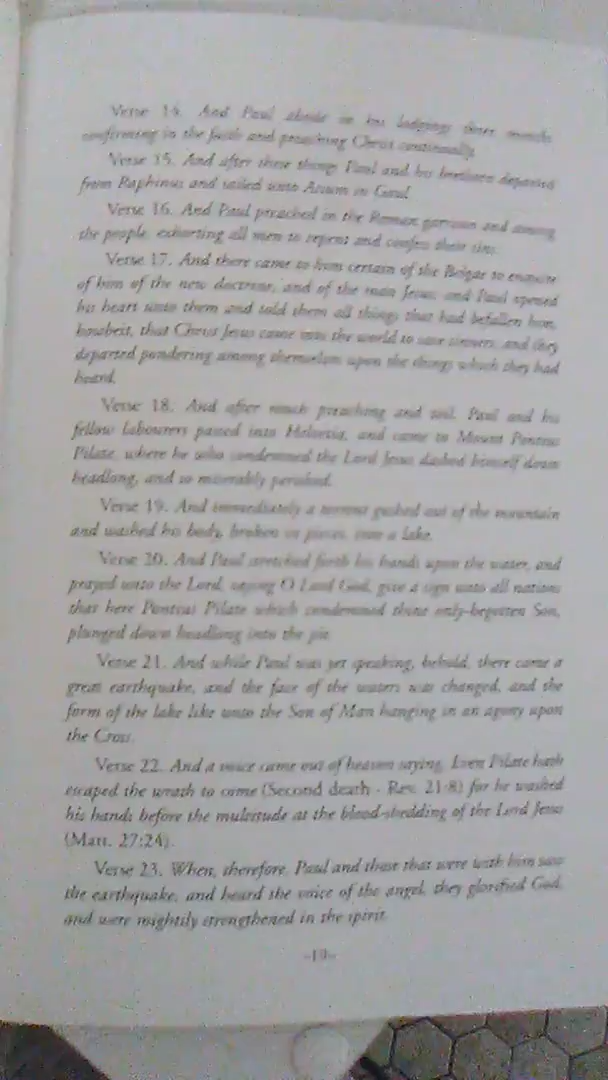 Verse 14. And Paul abode in his lodgings three months
confirming in the faith and preaching Christ continually.
Verse 15. And after these things Paul and his brethren departed
from Raphinus and sailed unto Atium in Gaul.
Verse 16. And Paul preached in the Roman garrison and among
the people, exhorting all men to repent and confess their sins.
Verse 17. And there came to him certain of the Belgae to enquire
of him of the new doctrine, and of the man Jesus; and Paul opened
his heart unto them and told them all things that had befallen him,
howbeit, that Christ Jesus came into the world to save sinners; and they
departed pondering among themselves upon the things which they had
heard.
Verse 18. And after much preaching and toil, Paul and his
fellow labourers passed into Helvetia, and came to Mount Pontius
Pilate, where he who condemned the Lord Jesus dashed himself down
headlong, and so miserably perished.
Verse 19. And immediately a torrent gushed out of the mountain
and washed his body, broken in pieces, into a lake.
Verse 20. And Paul stretched forth his hands upon the water, and
prayed unto the Lord, saying O Lord God, give a sign unto all nations
that here Pontius Pilate which condemned thine only-begotten Son,
plunged down headlong into the pit.
Verse 21. And while Paul was yet speaking, behold, there came a
great earthquake, and the face of the waters was changed, and the
form of the lake like unto the Son of Man hanging in an agony upon
the Cross.
Verse 22. And a voice came out of heaven saying, Even Pilate hath
escaped the wrath to come (Second death - Rev. 21:8) for he washed
his hands before the multitude at the blood-shedding of the Lord Jesus
(Matt. 27:24).
Verse 23. When, therefore, Paul and those that were with him saw
the earthquake, and heard the voice of the angel, they glorified God,
and were mightily strengthened in the spirit.